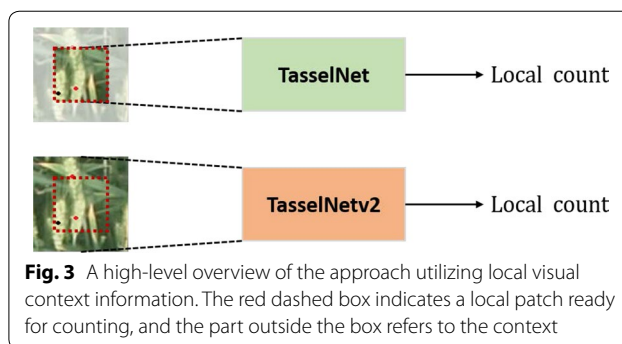 TasselNet
Local count
TasselNetv2
Local count
Fig. 3 A high-level overview of the approach utilizing local visual
context information. The red dashed box indicates a local patch ready
for counting, and the part outside the box refers to the context